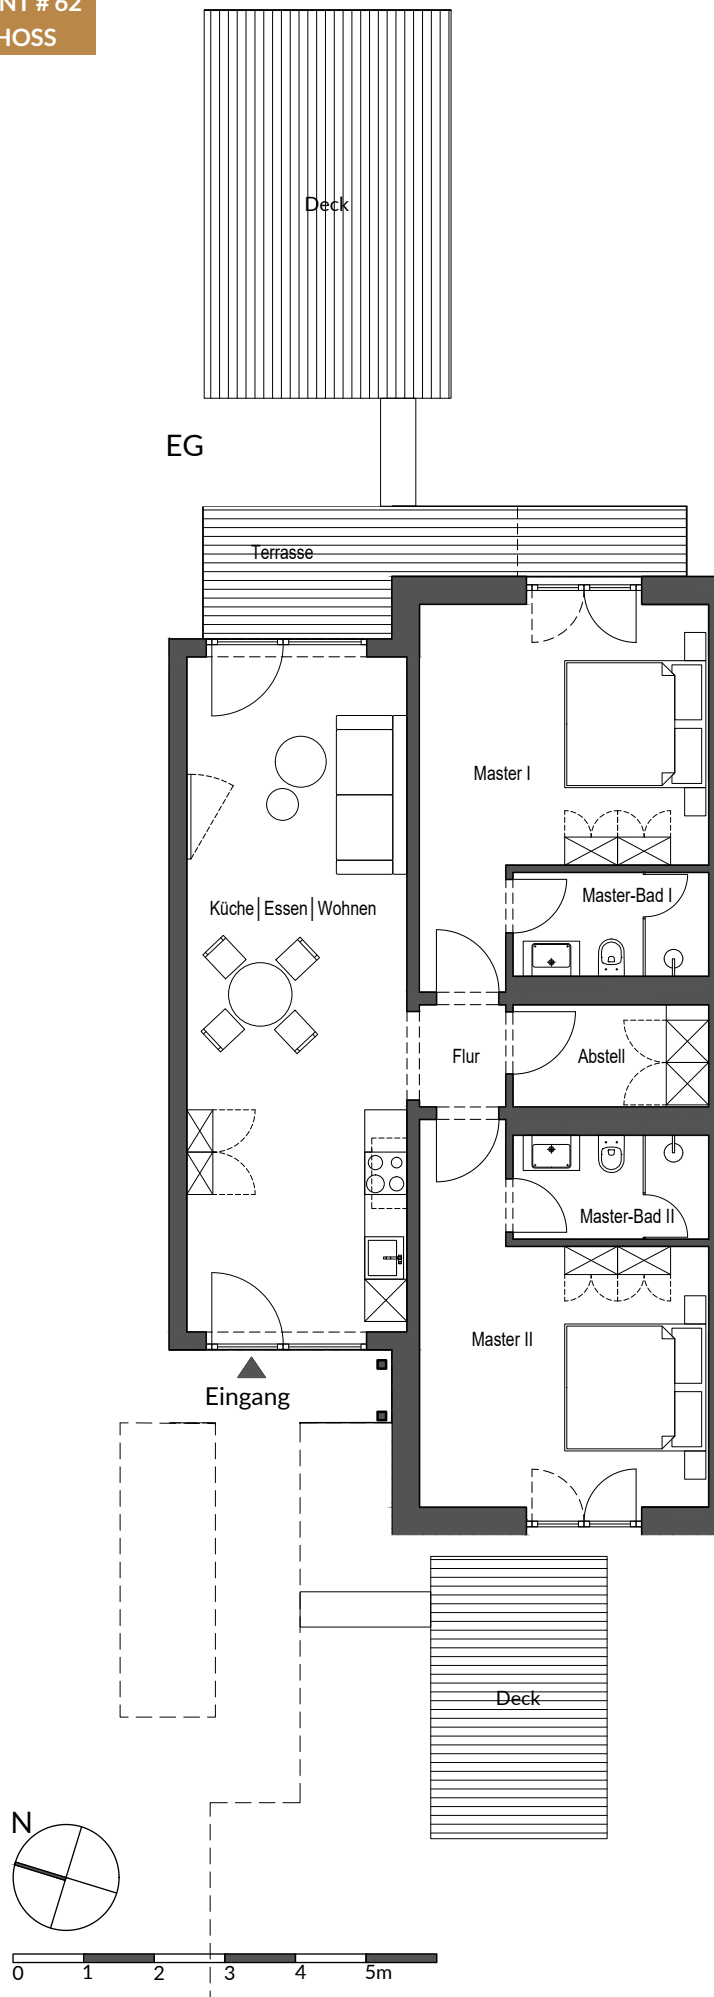 # 62
Deck
EG
Terrasse
Master I
Master-Bad I
Küche|Essen|Wohnen
Flur
Abstell
Master-Bad II
Master II
Eingang
Deck
N
0 1 2 3 4 5m